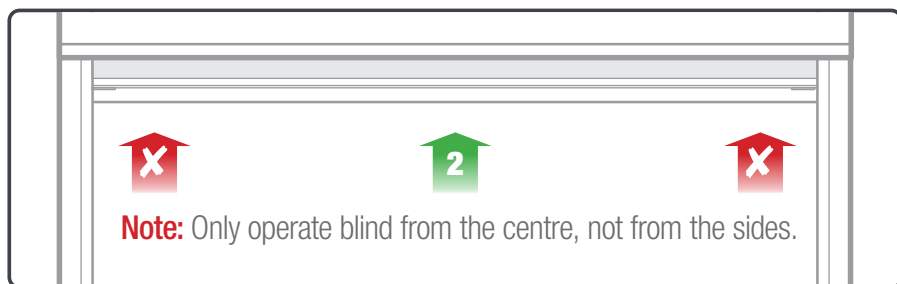 2
Note: Only operate blind from the centre, not from the sides.